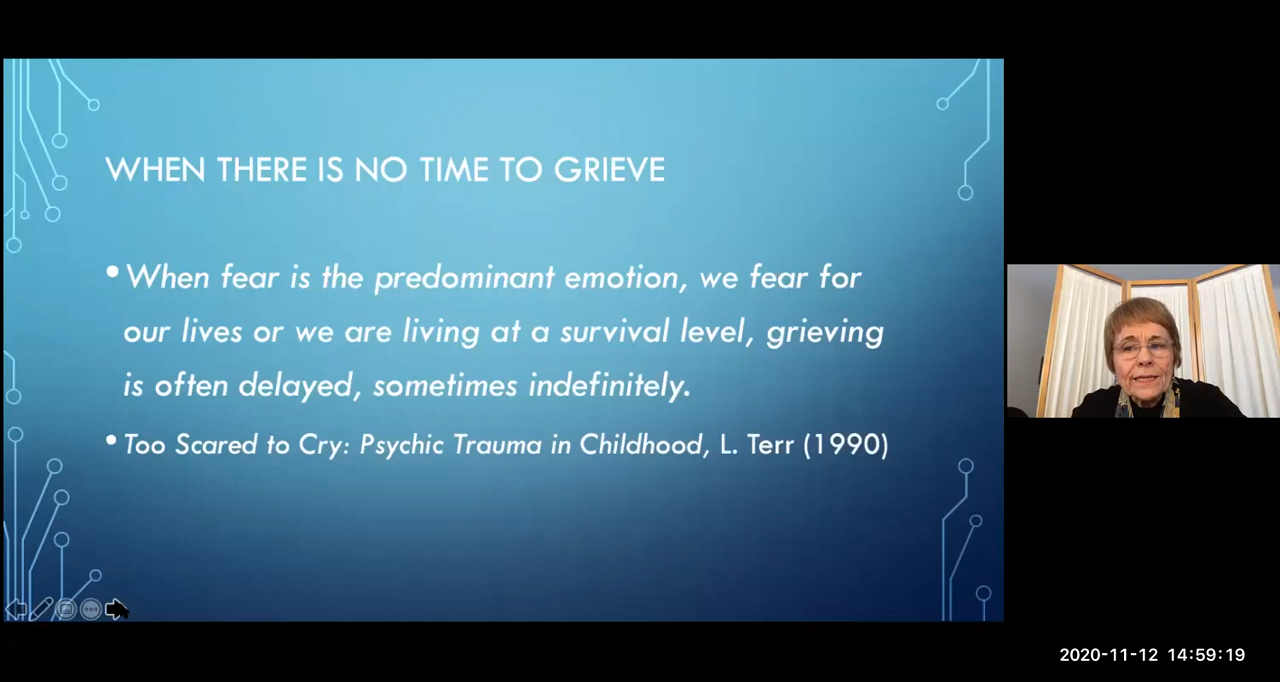 WHEN THERE IS NO TIME TO GRIEVE
• When fear is the predominant emotion, we fear for
our lives or we are living at a survival level, grieving
is often delayed, sometimes indefinitely.
• Too Scared to Cry: Psychic Trauma in Childhood, L. Terr (1990)
2020-11-12 14:59:19